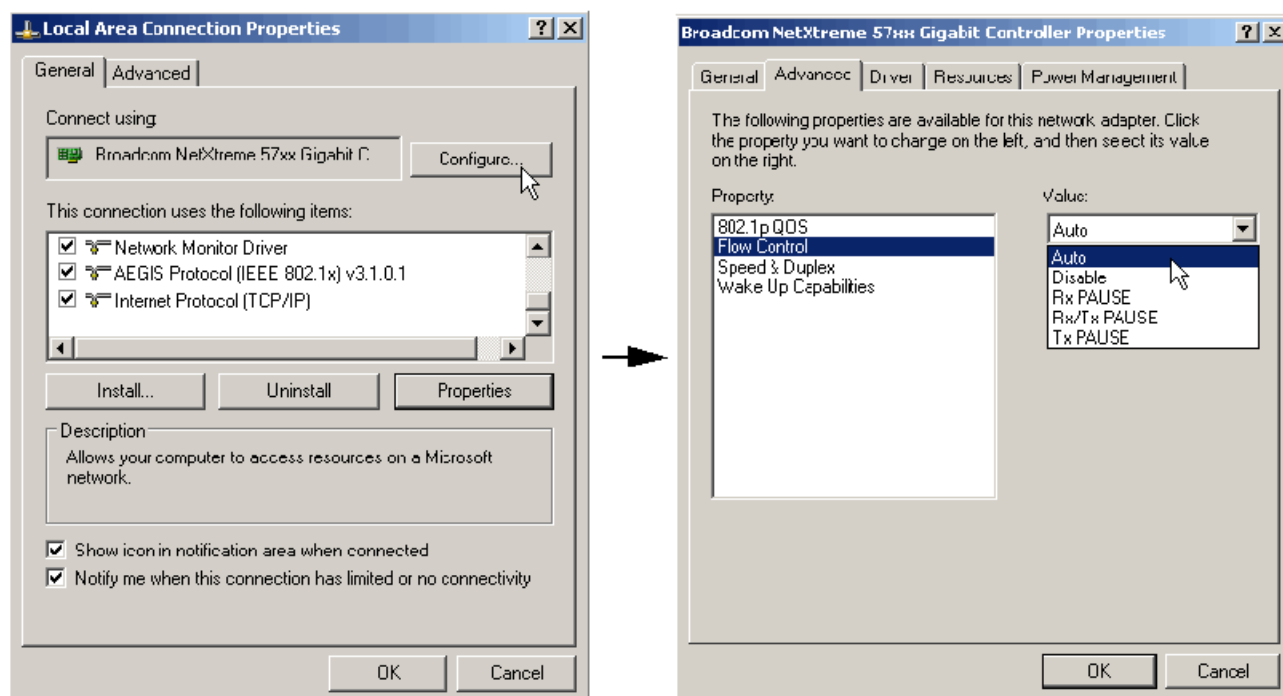 Local Area Connection Properties
General
Advanced
Connect using:
Broadcom NetXtreme 57xx Gigabit C
Configure...
This connection uses the following items:
Network Monitor Driver
AEGIS Protocol (IEEE 802.1x) v3.1.0.1
Internet Protocol (TCP/IP)
Install...
Uninstall
Properties
Description
Allows your computer to access resources on a Microsoft
network.
Show icon in notification area when connected
Notify me when this connection has limited or no connectivity
OK
Cancel
Broadcom NetXtreme 57xx Gigabit Controller Properties
General
Advanced
Driver
Resources
Power Management
The following properties are available for this network adapter. Click
the property you want to change on the left, and then select its value
on the right.
Property:
Value:
802.1p QOS
Flow Control
Speed & Duplex
Wake Up Capabilities
Auto
Auto
Disable
Rx PAUSE
Rx/Tx PAUSE
Tx PAUSE
OK
Cancel